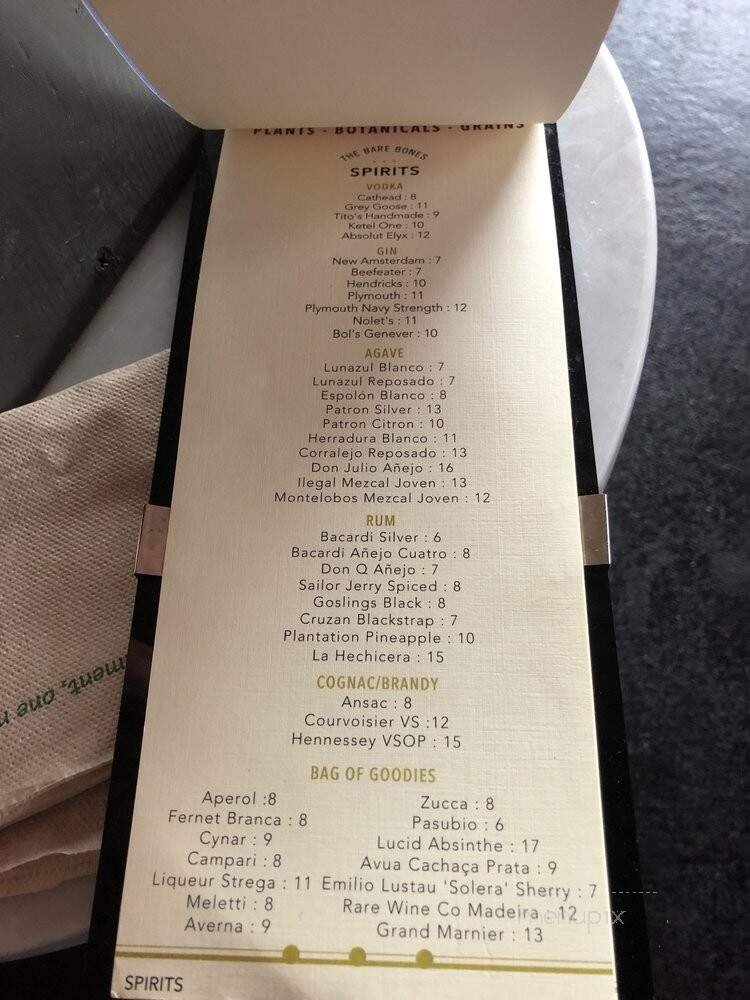 PLANTS - BOTANICALS - GRAINS
THE BARE BONES
SPIRITS
VODKA
Cathead : 8
Grey Goose : 11
Tito's Handmade : 9
Ketel One : 10
Absolut Elyx : 12
GIN
New Amsterdam : 7
Beefeater : 7
Hendricks : 10
Plymouth : 11
Plymouth Navy Strength : 12
Nolet's : 11
Bol's Genever : 10
AGAVE
Lunazul Blanco : 7
Lunazul Reposado : 7
Espolón Blanco : 8
Patron Silver : 13
Patron Citron : 10
Herradura Blanco : 11
Corralejo Reposado : 13
Don Julio Añejo : 16
Ilegal Mezcal Joven : 13
Montelobos Mezcal Joven : 12
RUM
Bacardi Silver : 6
Bacardi Añejo Cuatro : 8
Don Q Añejo : 7
Sailor Jerry Spiced : 8
Goslings Black : 8
Cruzan Blackstrap : 7
Plantation Pineapple : 10
La Hechicera : 15
COGNAC/BRANDY
Ansac : 8
Courvoisier VS :12
Hennessey VSOP : 15
BAG OF GOODIES
Aperol :8
Fernet Branca : 8
Cynar : 9
Campari : 8
Liqueur Strega : 11
Meletti : 8
Averna : 9
Zucca : 8
Pasubio : 6
Lucid Absinthe : 17
Avua Cachaça Prata : 9
Emilio Lustau 'Solera' Sherry : 7
Rare Wine Co Madeira : 12
Grand Marnier : 13
SPIRITS
menupix
one